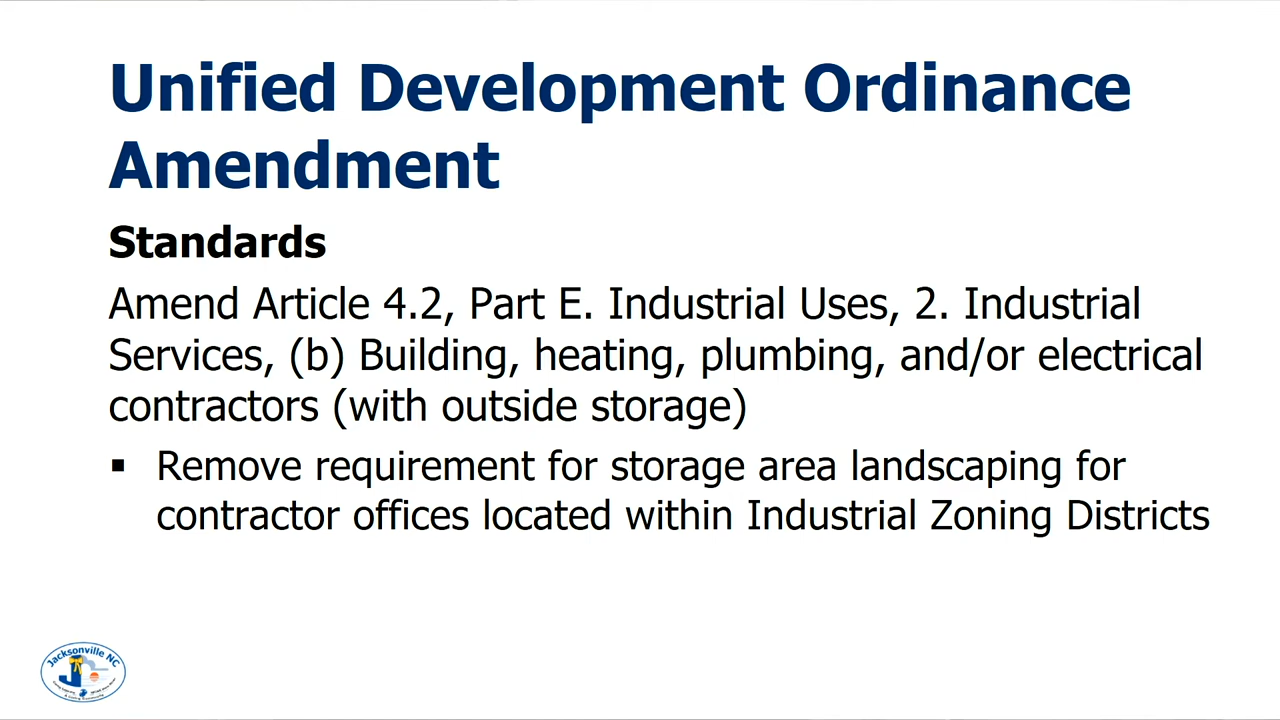 Unified Development Ordinance
Amendment
Standards
Amend Article 4.2, Part E. Industrial Uses, 2. Industrial
Services, (b) Building, heating, plumbing, and/or electrical
contractors (with outside storage)
▪ Remove requirement for storage area landscaping for
contractor offices located within Industrial Zoning Districts
Jacksonville NC